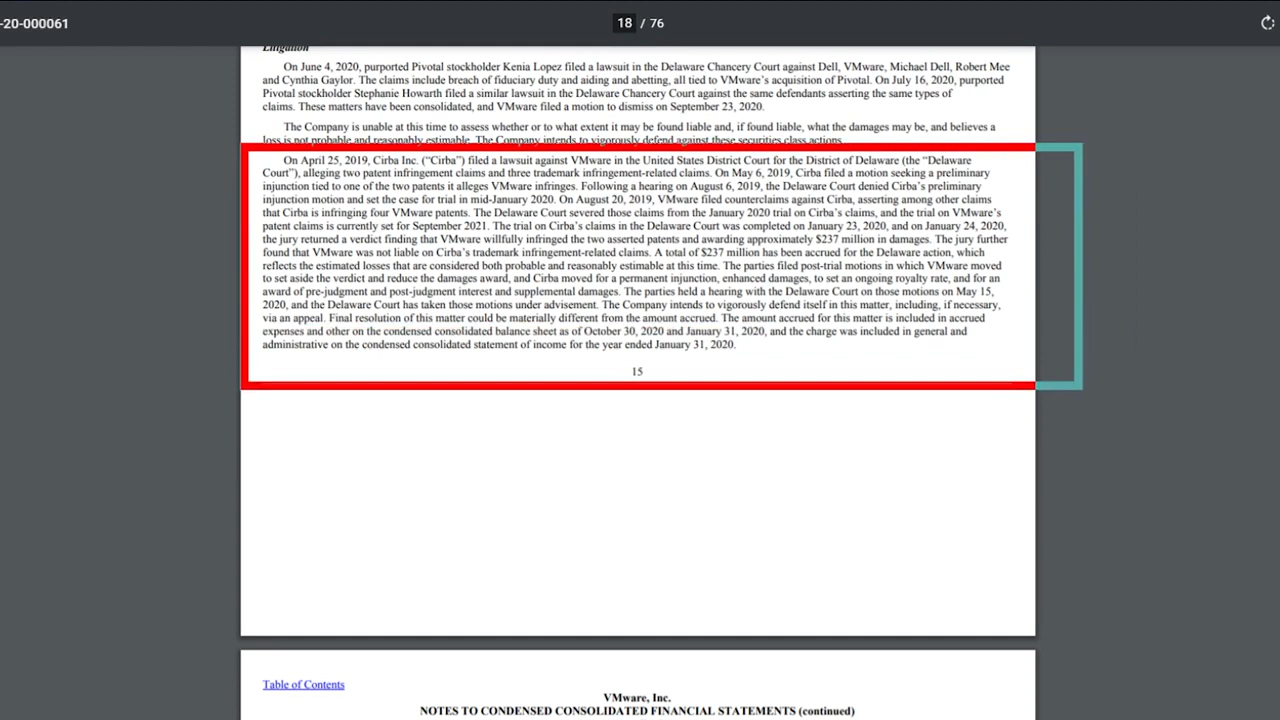 -20-000061
18 / 76
Litigation
On June 4, 2020, purported Pivotal stockholder Kenia Lopez filed a lawsuit in the Delaware Chancery Court against Dell, VMware, Michael Dell, Robert Mee
and Cynthia Gaylor. The claims include breach of fiduciary duty and aiding and abetting, all tied to VMware’s acquisition of Pivotal. On July 16, 2020, purported
Pivotal stockholder Stephanie Howarth filed a similar lawsuit in the Delaware Chancery Court against the same defendants asserting the same types of
claims. These matters have been consolidated, and VMware filed a motion to dismiss on September 23, 2020.
The Company is unable at this time to assess whether or to what extent it may be found liable and, if found liable, what the damages may be, and believes a
loss is not probable and reasonably estimable. The Company intends to vigorously defend against these securities class actions.
On April 25, 2019, Cirba Inc. (“Cirba”) filed a lawsuit against VMware in the United States District Court for the District of Delaware (the “Delaware
Court”), alleging two patent infringement claims and three trademark infringement-related claims. On May 6, 2019, Cirba filed a motion seeking a preliminary
injunction tied to one of the two patents it alleges VMware infringes. Following a hearing on August 6, 2019, the Delaware Court denied Cirba’s preliminary
injunction motion and set the case for trial in mid-January 2020. On August 20, 2019, VMware filed counterclaims against Cirba, asserting among other claims
that Cirba is infringing four VMware patents. The Delaware Court severed those claims from the January 2020 trial on Cirba’s claims, and the trial on VMware’s
patent claims is currently set for September 2021. The trial on Cirba’s claims in the Delaware Court was completed on January 23, 2020, and on January 24, 2020,
the jury returned a verdict finding that VMware willfully infringed the two asserted patents and awarding approximately $237 million in damages. The jury further
found that VMware was not liable on Cirba’s trademark infringement-related claims. A total of $237 million has been accrued for the Delaware action, which
reflects the estimated losses that are considered both probable and reasonably estimable at this time. The parties filed post-trial motions in which VMware moved
to set aside the verdict and reduce the damages award, and Cirba moved for a permanent injunction, enhanced damages, to set an ongoing royalty rate, and for an
award of pre-judgment and post-judgment interest and supplemental damages. The parties held a hearing with the Delaware Court on those motions on May 15,
2020, and the Delaware Court has taken those motions under advisement. The Company intends to vigorously defend itself in this matter, including, if necessary,
via an appeal. Final resolution of this matter could be materially different from the amount accrued. The amount accrued for this matter is included in accrued
expenses and other on the condensed consolidated balance sheet as of October 30, 2020 and January 31, 2020, and the charge was included in general and
administrative on the condensed consolidated statement of income for the year ended January 31, 2020.
15
Table of Contents
VMware, Inc.
NOTES TO CONDENSED CONSOLIDATED FINANCIAL STATEMENTS (continued)